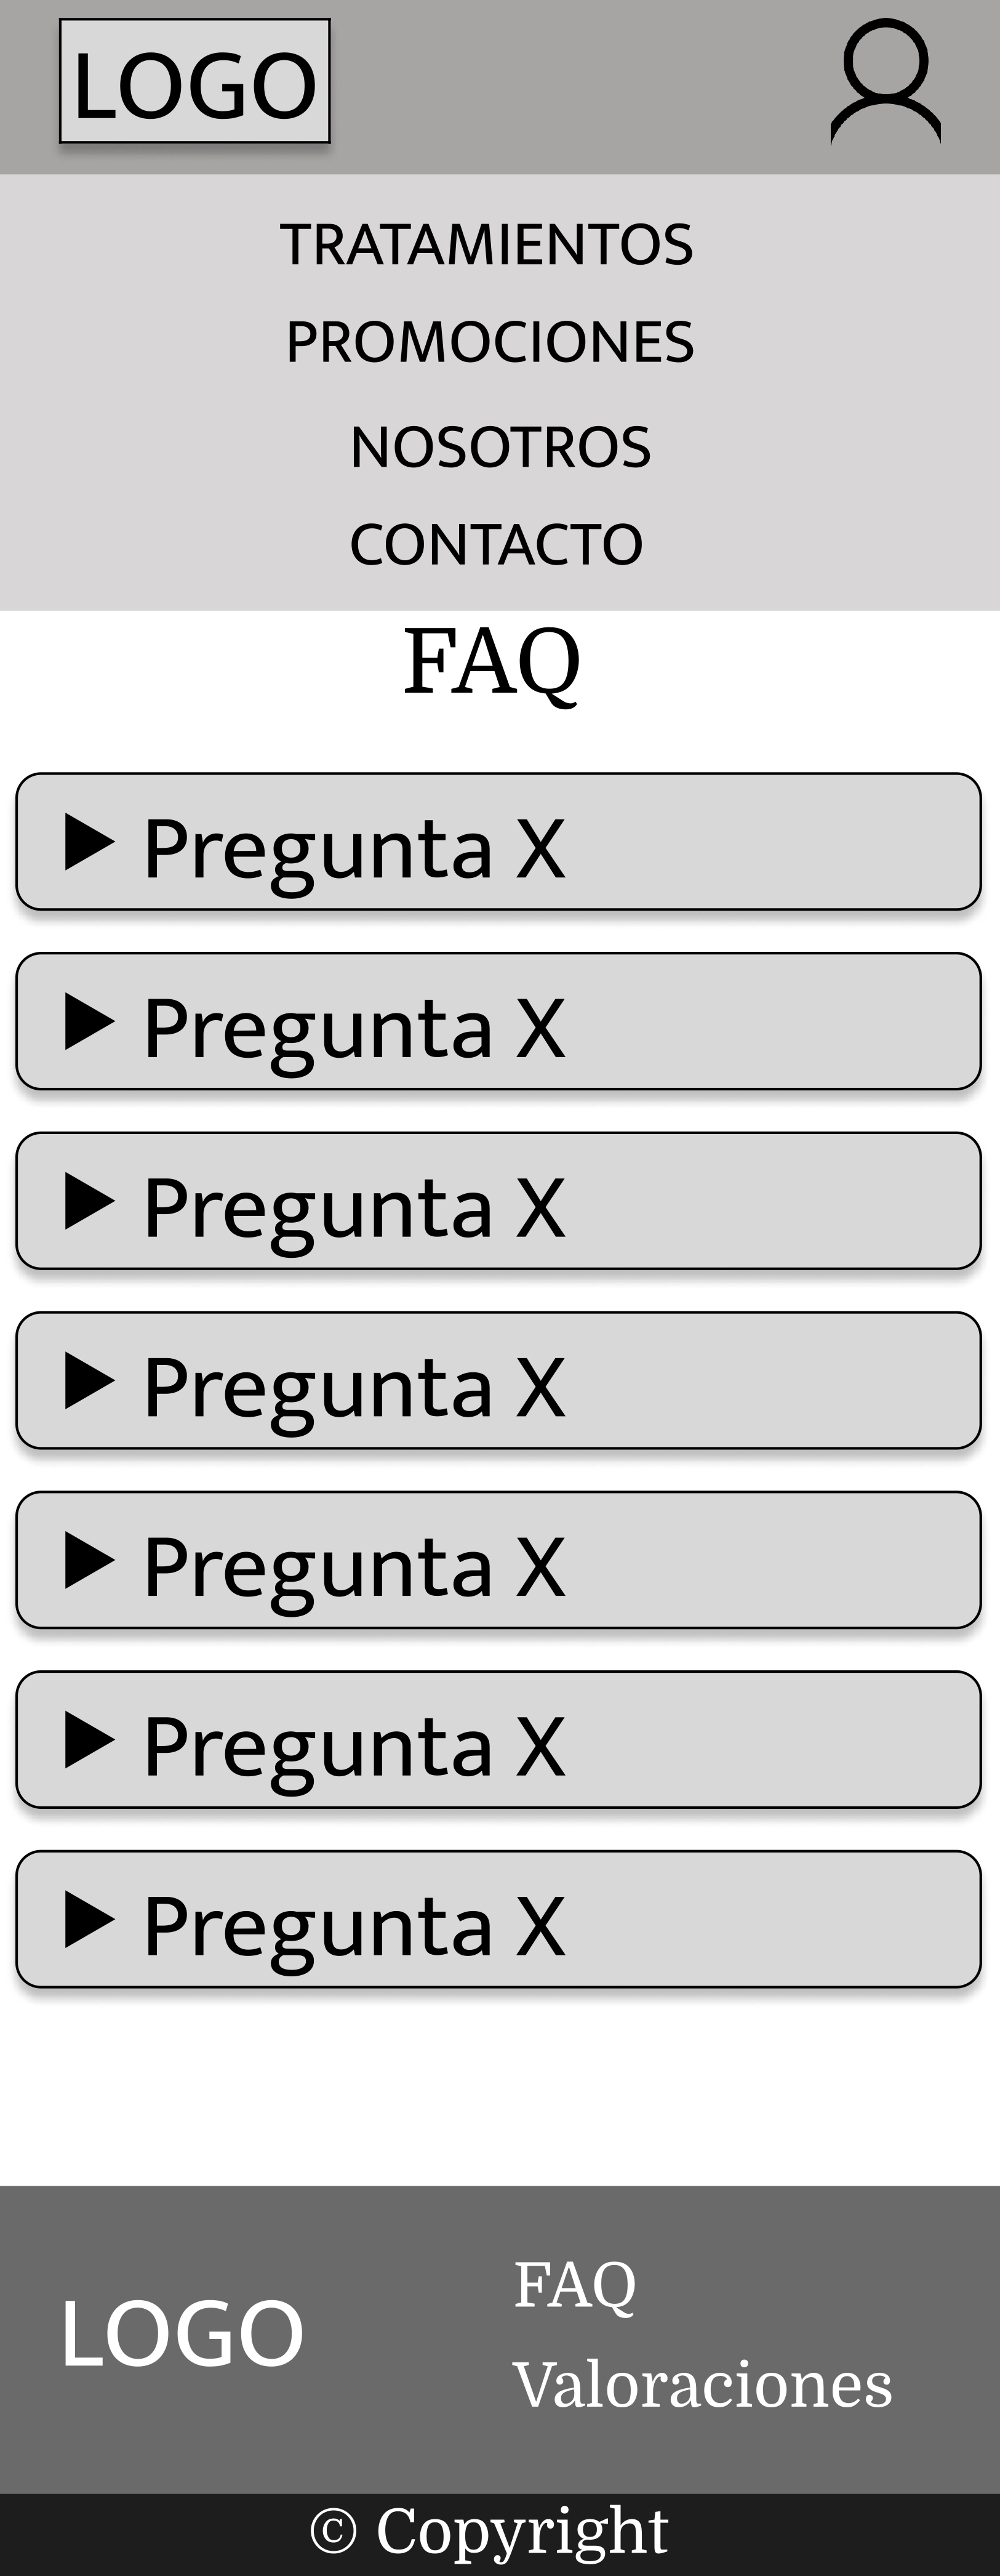 LOGO
TRATAMIENTOS
PROMOCIONES
NOSOTROS
CONTACTO
FAQ
Pregunta X
Pregunta X
Pregunta X
Pregunta X
Pregunta X
Pregunta X
Pregunta X
LOGO
FAQ
Valoraciones
© Copyright